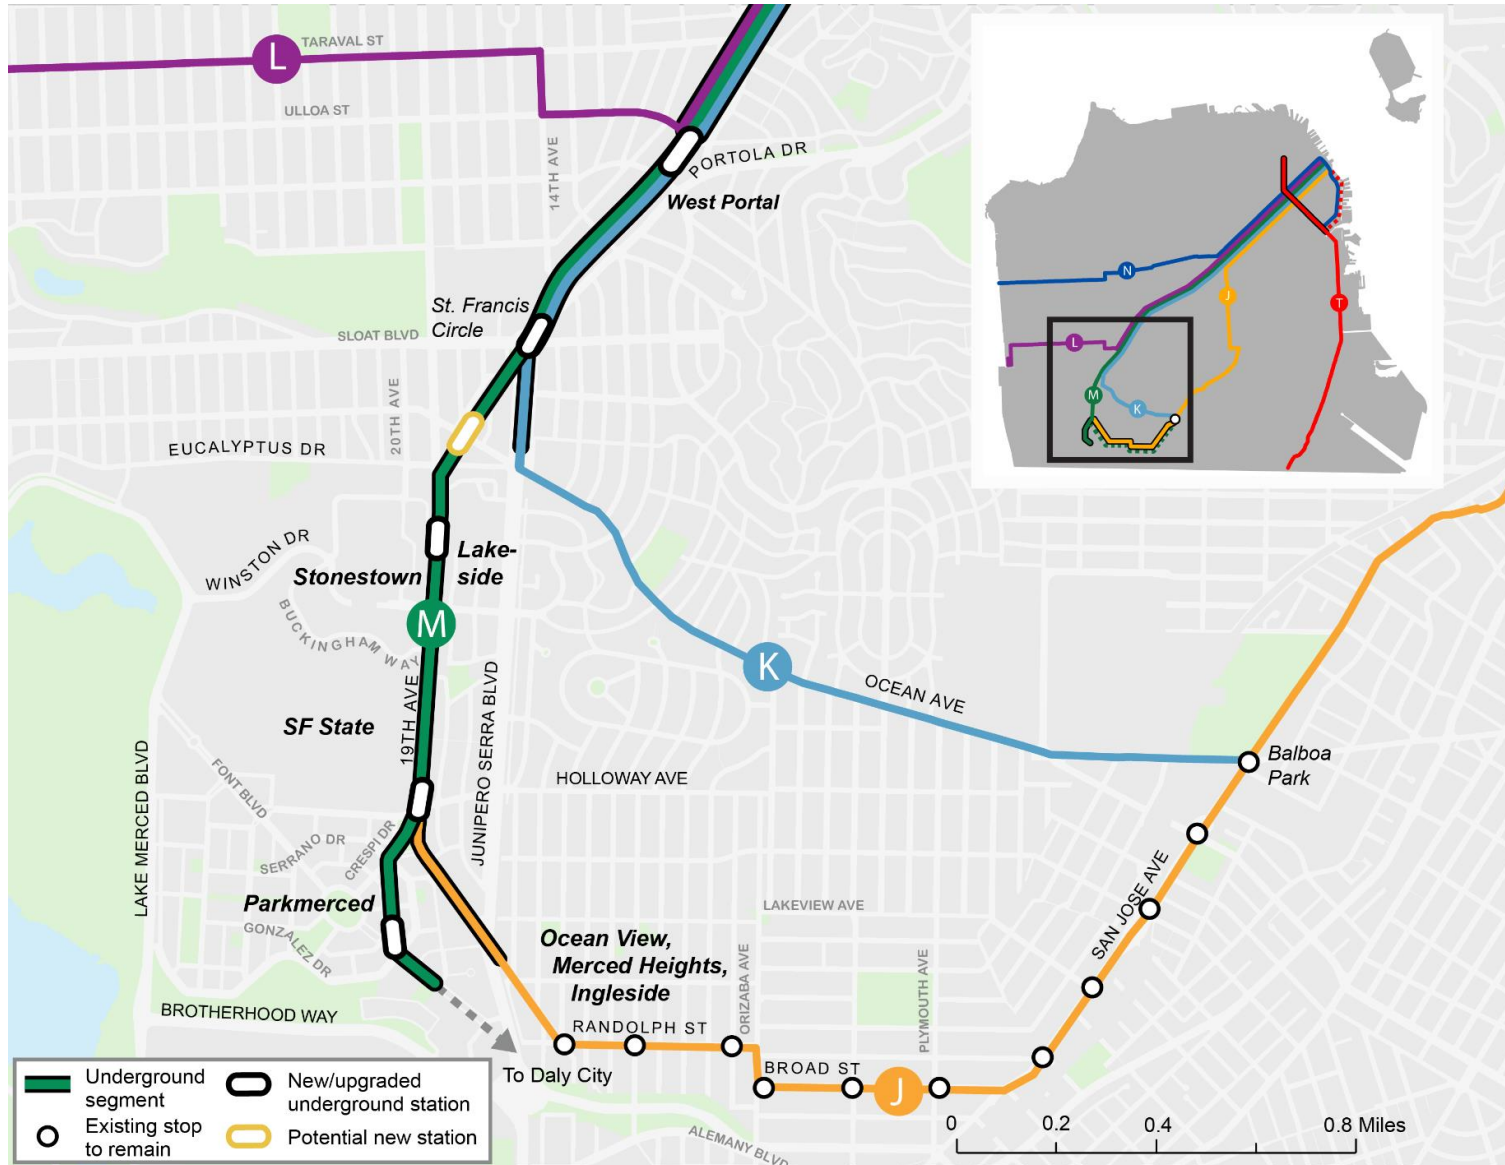 L
TARAVAL ST
ULLOA ST
14TH AVE
PORTOLA DR
West Portal
St. Francis
Circle
SLOAT BLVD
20TH AVE
EUCALYPTUS DR
WINSTON DR
Lake-
side
Stonestown
M
BUCKINGHAM WAY
K
OCEAN AVE
SF State
19TH AVE
JUNIPERO SERRA BLVD
HOLLOWAY AVE
Balboa
Park
LAKE MERCED BLVD
FONT BLVD
SERRANO DR
CRESPI DR
Parkmerced
GONZALEZ DR
LAKEVIEW AVE
SAN JOSE AVE
Ocean View,
Merced Heights,
Ingleside
ORIZABA AVE
PLYMOUTH AVE
BROTHERHOOD WAY
RANDOLPH ST
To Daly City
BROAD ST
J
ALEMANY BLVD
0
0.2
0.4
0.8 Miles
Underground
segment
New/upgraded
underground station
Existing stop
to remain
Potential new station
N
J
T
L
M
K